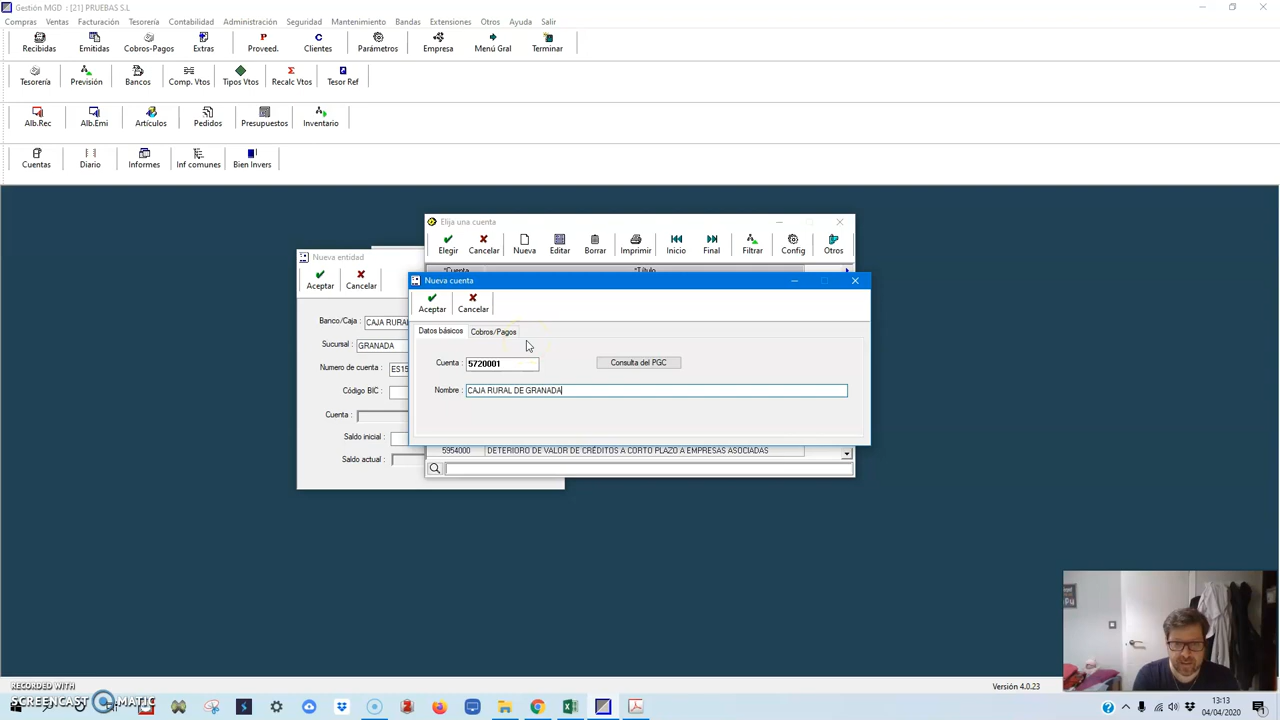 Gestión MGD : [21] PRUEBAS S.L
Compras Ventas Facturación Tesorería Contabilidad Administración Seguridad Mantenimiento Bandas Extensiones Otros Ayuda Salir
Recibidas Emitidas Cobros-Pagos Extras Proveed. Clientes Parámetros Empresa Menú Gral Terminar
Tesorería Previsión Bancos Comp. Vtos Tipos Vtos Recalc Vtos Tesor Ref
Alb.Rec Alb.Emi Artículos Pedidos Presupuestos Inventario
Cuentas Diario Informes Inf comunes Bien Invers
Elija una cuenta
Elegir Cancelar Nueva Editar Borrar Imprimir Inicio Final Filtrar Config Otros
*Cuenta *Título
Nueva entidad
Aceptar Cancelar
Banco/Caja : CAJA RURAL
Sucursal : GRANADA
Numero de cuenta : ES15
Código BIC :
Cuenta :
Saldo inicial :
Saldo actual :
Nueva cuenta
Aceptar Cancelar
Datos básicos Cobros/Pagos
Cuenta : 5720001 Consulta del PGC
Nombre : CAJA RURAL DE GRANADA
5954000 DETERIORO DE VALOR DE CRÉDITOS A CORTO PLAZO A EMPRESAS ASOCIADAS
Versión 4.0.23
RECORDED WITH
SCREENCAST MATIC
13:13
04/04/2020